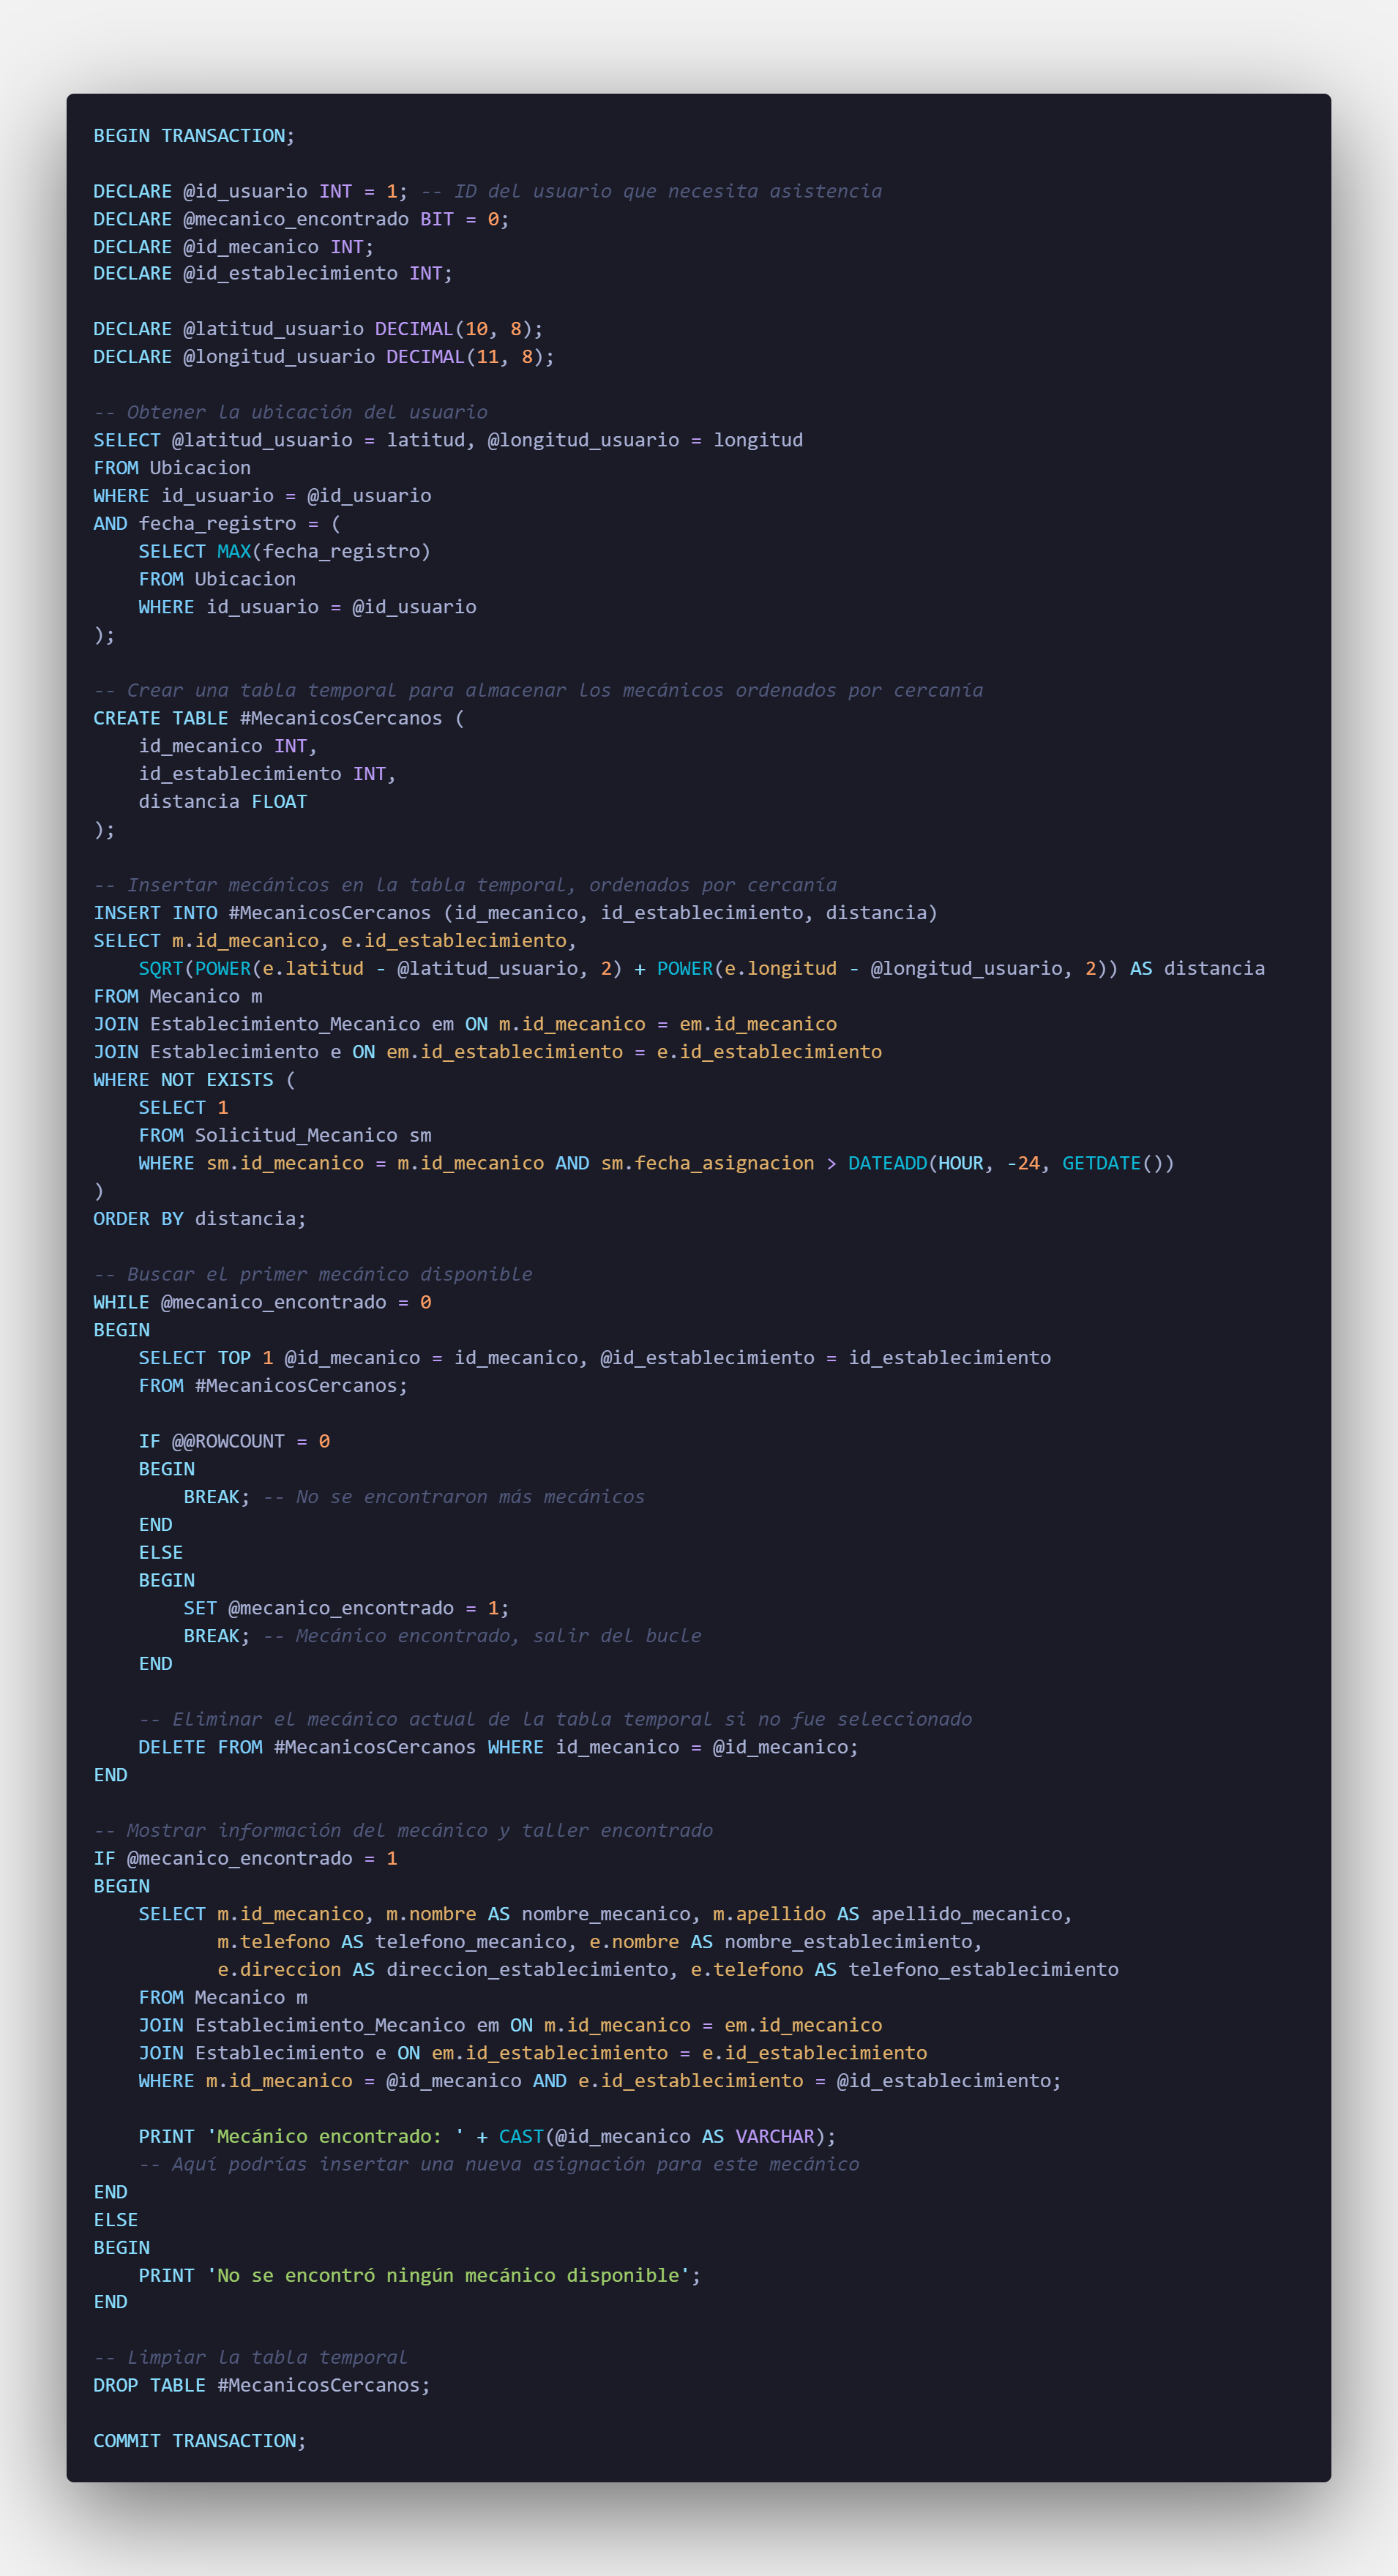 BEGIN TRANSACTION;

DECLARE @id_usuario INT = 1; -- ID del usuario que necesita asistencia
DECLARE @mecanico_encontrado BIT = 0;
DECLARE @id_mecanico INT;
DECLARE @id_establecimiento INT;

DECLARE @latitud_usuario DECIMAL(10, 8);
DECLARE @longitud_usuario DECIMAL(11, 8);

-- Obtener la ubicación del usuario
SELECT @latitud_usuario = latitud, @longitud_usuario = longitud
FROM Ubicacion
WHERE id_usuario = @id_usuario
AND fecha_registro = (
    SELECT MAX(fecha_registro)
    FROM Ubicacion
    WHERE id_usuario = @id_usuario
);

-- Crear una tabla temporal para almacenar los mecánicos ordenados por cercanía
CREATE TABLE #MecanicosCercanos (
    id_mecanico INT,
    id_establecimiento INT,
    distancia FLOAT
);

-- Insertar mecánicos en la tabla temporal, ordenados por cercanía
INSERT INTO #MecanicosCercanos (id_mecanico, id_establecimiento, distancia)
SELECT m.id_mecanico, e.id_establecimiento,
    SQRT(POWER(e.latitud - @latitud_usuario, 2) + POWER(e.longitud - @longitud_usuario, 2)) AS distancia
FROM Mecanico m
JOIN Establecimiento_Mecanico em ON m.id_mecanico = em.id_mecanico
JOIN Establecimiento e ON em.id_establecimiento = e.id_establecimiento
WHERE NOT EXISTS (
    SELECT 1
    FROM Solicitud_Mecanico sm
    WHERE sm.id_mecanico = m.id_mecanico AND sm.fecha_asignacion > DATEADD(HOUR, -24, GETDATE())
)
ORDER BY distancia;

-- Buscar el primer mecánico disponible
WHILE @mecanico_encontrado = 0
BEGIN
    SELECT TOP 1 @id_mecanico = id_mecanico, @id_establecimiento = id_establecimiento
    FROM #MecanicosCercanos;

    IF @@ROWCOUNT = 0
    BEGIN
        BREAK; -- No se encontraron más mecánicos
    END
    ELSE
    BEGIN
        SET @mecanico_encontrado = 1;
        BREAK; -- Mecánico encontrado, salir del bucle
    END

    -- Eliminar el mecánico actual de la tabla temporal si no fue seleccionado
    DELETE FROM #MecanicosCercanos WHERE id_mecanico = @id_mecanico;
END

-- Mostrar información del mecánico y taller encontrado
IF @mecanico_encontrado = 1
BEGIN
    SELECT m.id_mecanico, m.nombre AS nombre_mecanico, m.apellido AS apellido_mecanico,
           m.telefono AS telefono_mecanico, e.nombre AS nombre_establecimiento,
           e.direccion AS direccion_establecimiento, e.telefono AS telefono_establecimiento
    FROM Mecanico m
    JOIN Establecimiento_Mecanico em ON m.id_mecanico = em.id_mecanico
    JOIN Establecimiento e ON em.id_establecimiento = e.id_establecimiento
    WHERE m.id_mecanico = @id_mecanico AND e.id_establecimiento = @id_establecimiento;

    PRINT 'Mecánico encontrado: ' + CAST(@id_mecanico AS VARCHAR);
    -- Aquí podrías insertar una nueva asignación para este mecánico
END
ELSE
BEGIN
    PRINT 'No se encontró ningún mecánico disponible';
END

-- Limpiar la tabla temporal
DROP TABLE #MecanicosCercanos;

COMMIT TRANSACTION;